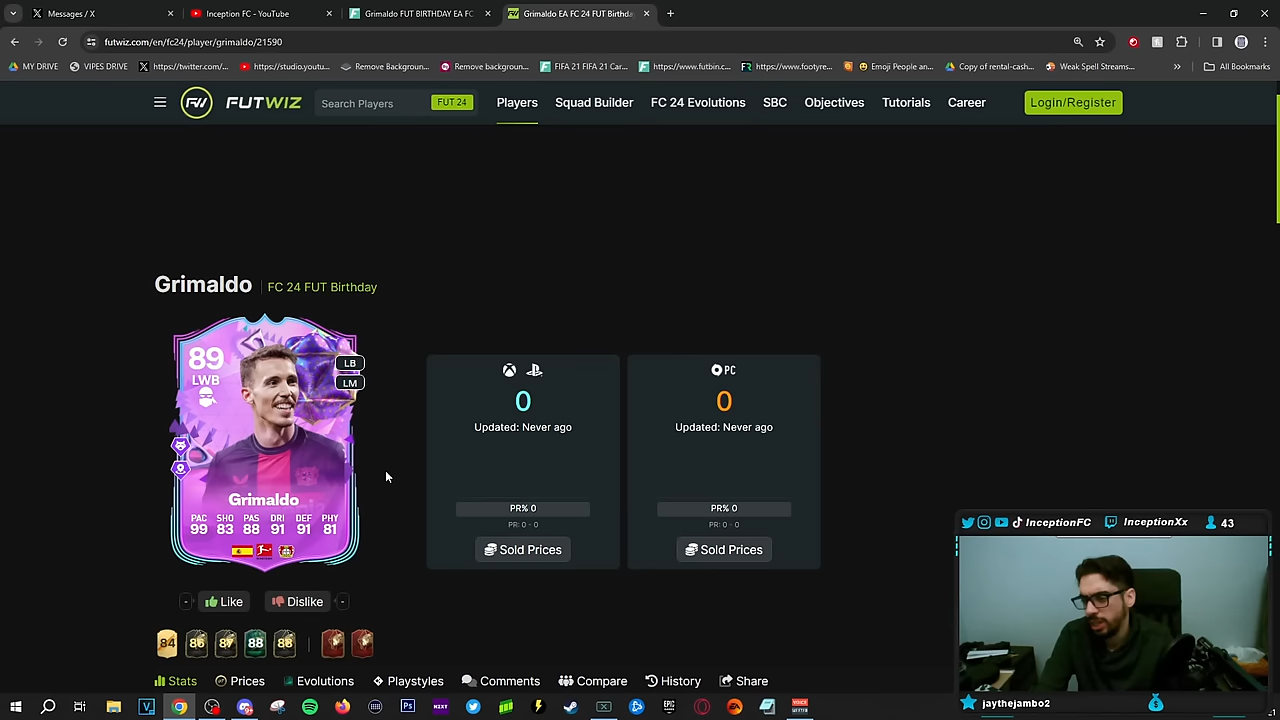 Messages / X
Inception FC - YouTube
Grimaldo FUT BIRTHDAY EA FC
Grimaldo EA FC 24 FUT Birthda
futwiz.com/en/fc24/player/grimaldo/21590
MY DRIVE
VIPES DRIVE
https://twitter.com/...
https://studio.youtu...
Remove Backgroun...
Remove backgroun...
FIFA 21 FIFA 21 Car...
https://www.futbin.c...
https://www.footyre...
Emoji People an...
Copy of rental-cash...
Weak Spell Streams...
All Bookmarks
FUTWIZ
Search Players
FUT 24
Players
Squad Builder
FC 24 Evolutions
SBC
Objectives
Tutorials
Career
Login/Register
Grimaldo
FC 24 FUT Birthday
89
LWB
LB
LM
Grimaldo
PAC SHO PAS DRI DEF PHY
99 83 88 91 91 81
0
Updated: Never ago
PR% 0
PR: 0 - 0
Sold Prices
PC
0
Updated: Never ago
PR% 0
PR: 0 - 0
Sold Prices
- Like
Dislike -
84 86 87 88 88
Stats
Prices
Evolutions
Playstyles
Comments
Compare
History
Share
InceptionFC
InceptionXx
43
jaythejambo2